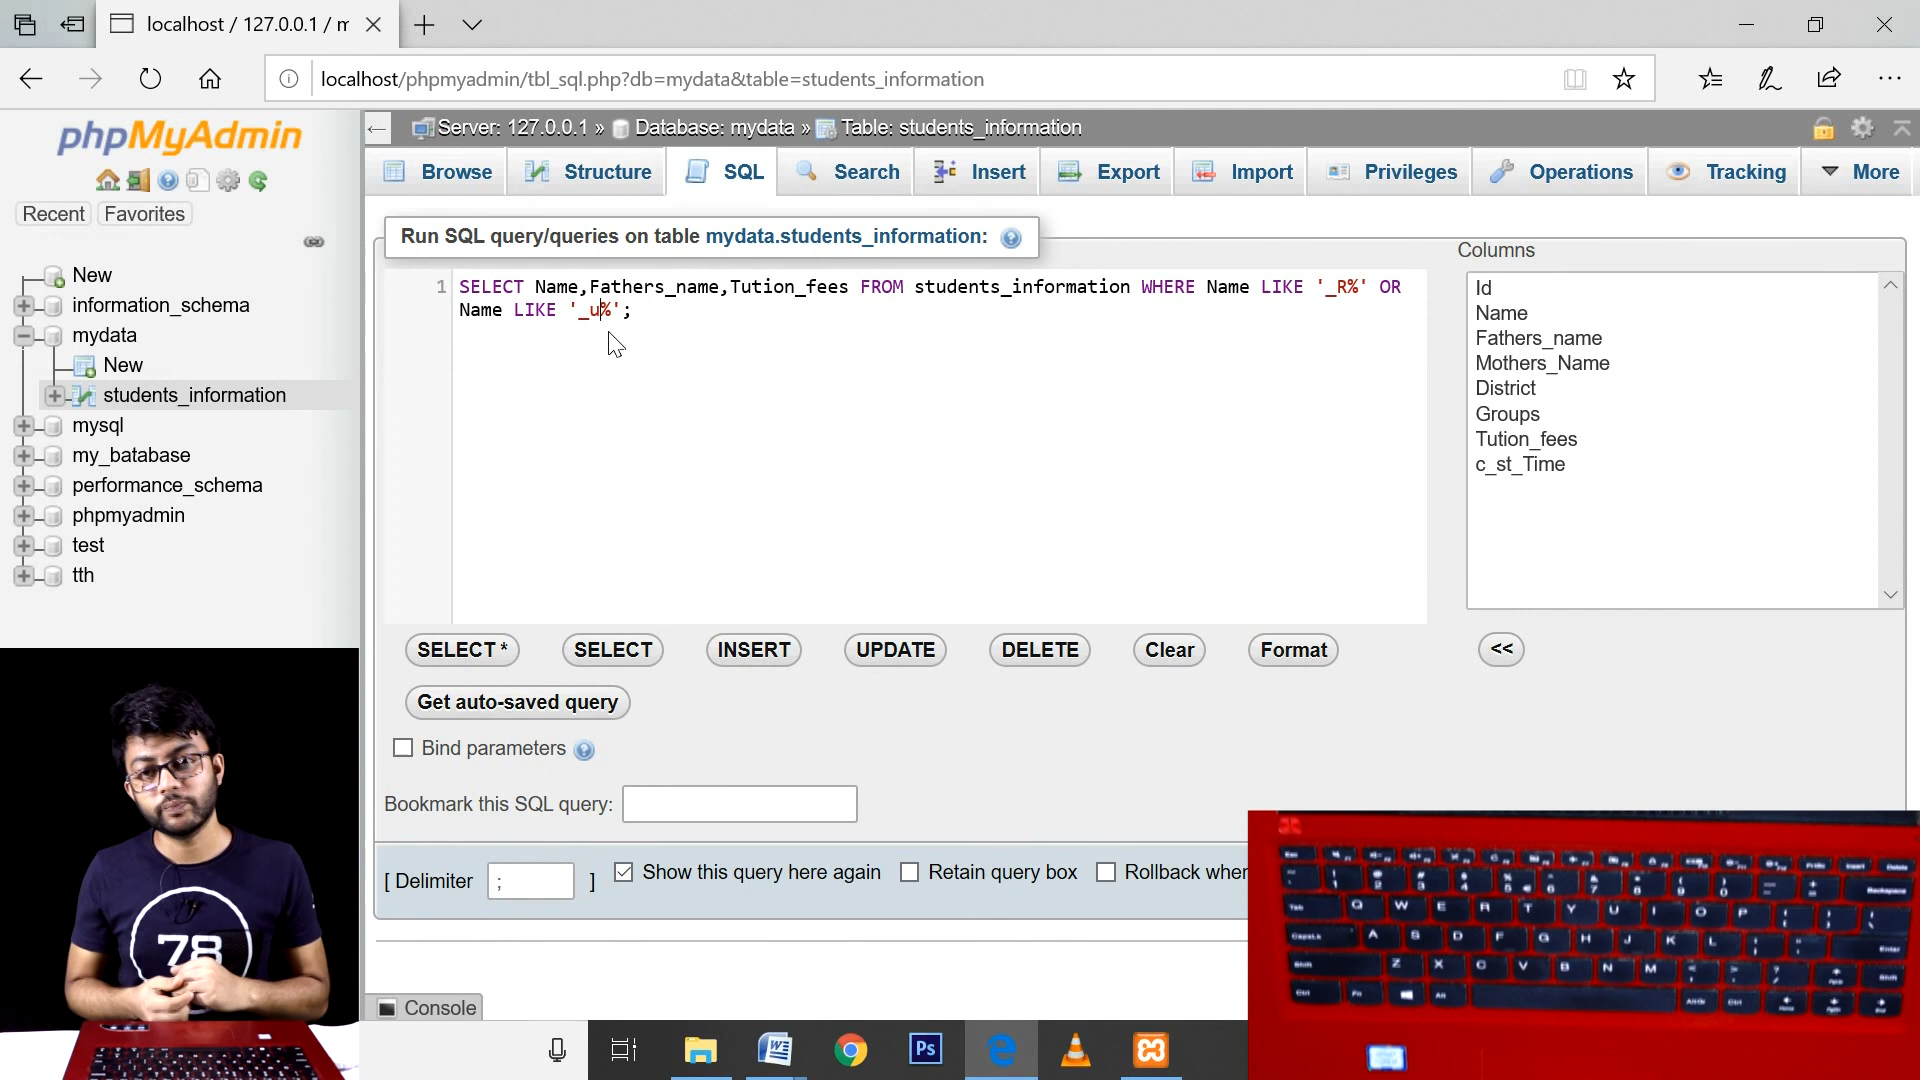 localhost / 127.0.0.1 / m
localhost/phpmyadmin/tbl_sql.php?db=mydata&table=students_information
phpMyAdmin
Server: 127.0.0.1 » Database: mydata » Table: students_information
Browse Structure SQL Search Insert Export Import Privileges Operations Tracking More
Recent Favorites
New
information_schema
mydata
New
students_information
mysql
my_batabase
performance_schema
phpmyadmin
test
tth
Run SQL query/queries on table mydata.students_information:
1 SELECT Name,Fathers_name,Tution_fees FROM students_information WHERE Name LIKE '_R%' OR
Name LIKE '_u%';
Columns
Id
Name
Fathers_name
Mothers_Name
District
Groups
Tution_fees
c_st_Time
SELECT * SELECT INSERT UPDATE DELETE Clear Format <<
Get auto-saved query
Bind parameters
Bookmark this SQL query:
[ Delimiter ; ] Show this query here again Retain query box Rollback when
Console
Ps
78
Q W E R T Y U I O P
A S D F G H J K L
Z X C V B N M